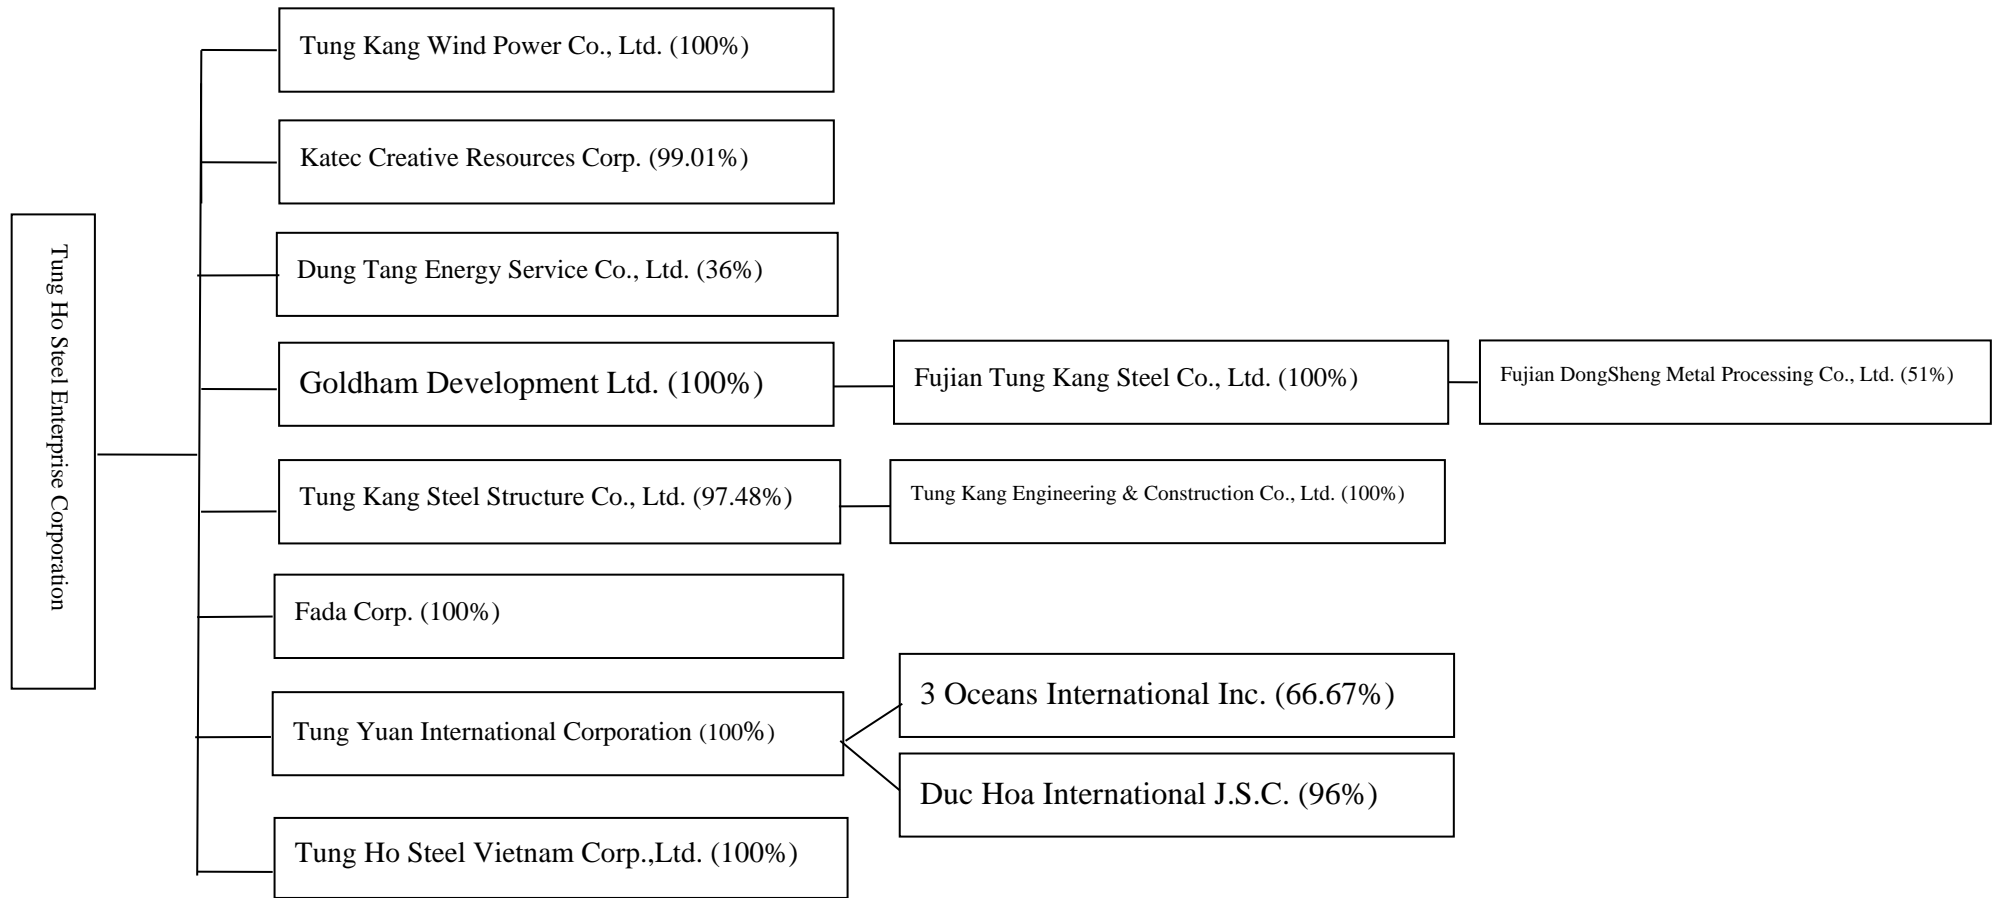 Tung Ho Steel Enterprise Corporation
Tung Kang Wind Power Co., Ltd. (100%)
Katec Creative Resources Corp. (99.01%)
Dung Tang Energy Service Co., Ltd. (36%)
Goldham Development Ltd. (100%)
Fujian Tung Kang Steel Co., Ltd. (100%)
Fujian DongSheng Metal Processing Co., Ltd. (51%)
Tung Kang Steel Structure Co., Ltd. (97.48%)
Tung Kang Engineering & Construction Co., Ltd. (100%)
Fada Corp. (100%)
Tung Yuan International Corporation (100%)
3 Oceans International Inc. (66.67%)
Duc Hoa International J.S.C. (96%)
Tung Ho Steel Vietnam Corp.,Ltd. (100%)